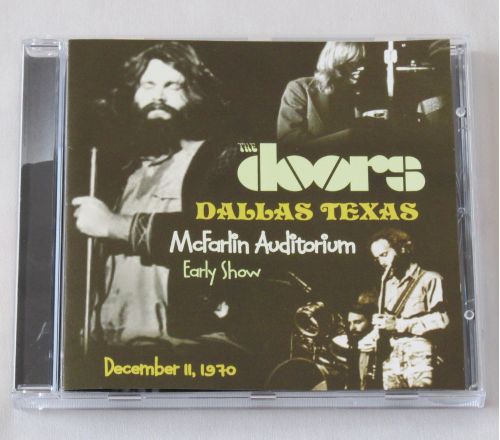 THE
doors
DALLAS TEXAS
McFarlin Auditorium
Early Show
December 11, 1970